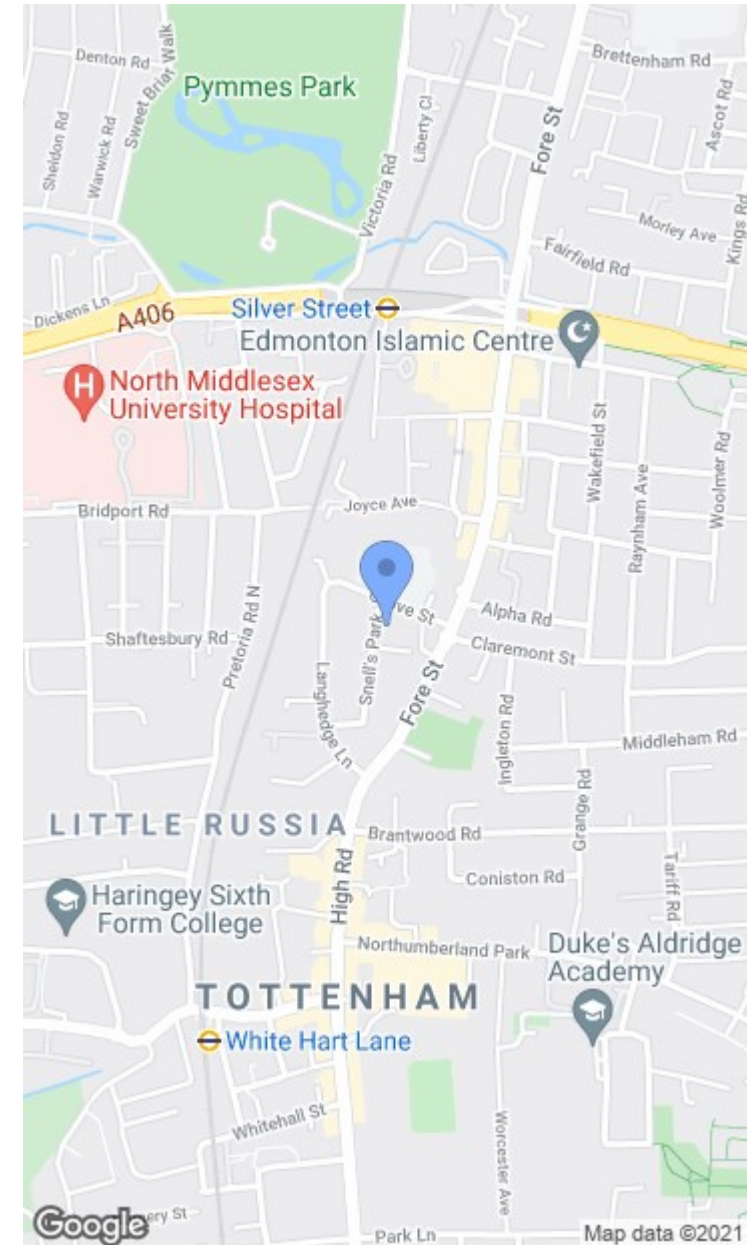 Denton Rd
Sweet Briar Walk
Brettenham Rd
Pymmes Park
Sheldon Rd
Warwick Rd
Liberty Cl
Fore St
Ascot Rd
Victoria Rd
Morley Ave
Kings Rd
Fairfield Rd
Dickens Ln
A406
Silver Street
Edmonton Islamic Centre
H
North Middlesex
University Hospital
Wakefield St
Woolmer Rd
Raynham Ave
Joyce Ave
Bridport Rd
Pretoria Rd N
Snell's Park
St
Alpha Rd
Shaftesbury Rd
Claremont St
Langhedge Ln
Fore St
Ingleton Rd
Middleham Rd
Grange Rd
LITTLE RUSSIA
Brantwood Rd
High Rd
Tariff Rd
Coniston Rd
Haringey Sixth
Form College
Northumberland Park
Duke's Aldridge
Academy
TOTTENHAM
White Hart Lane
Whitehall St
Worcester Ave
Google
St
Park Ln
Map data ©2021